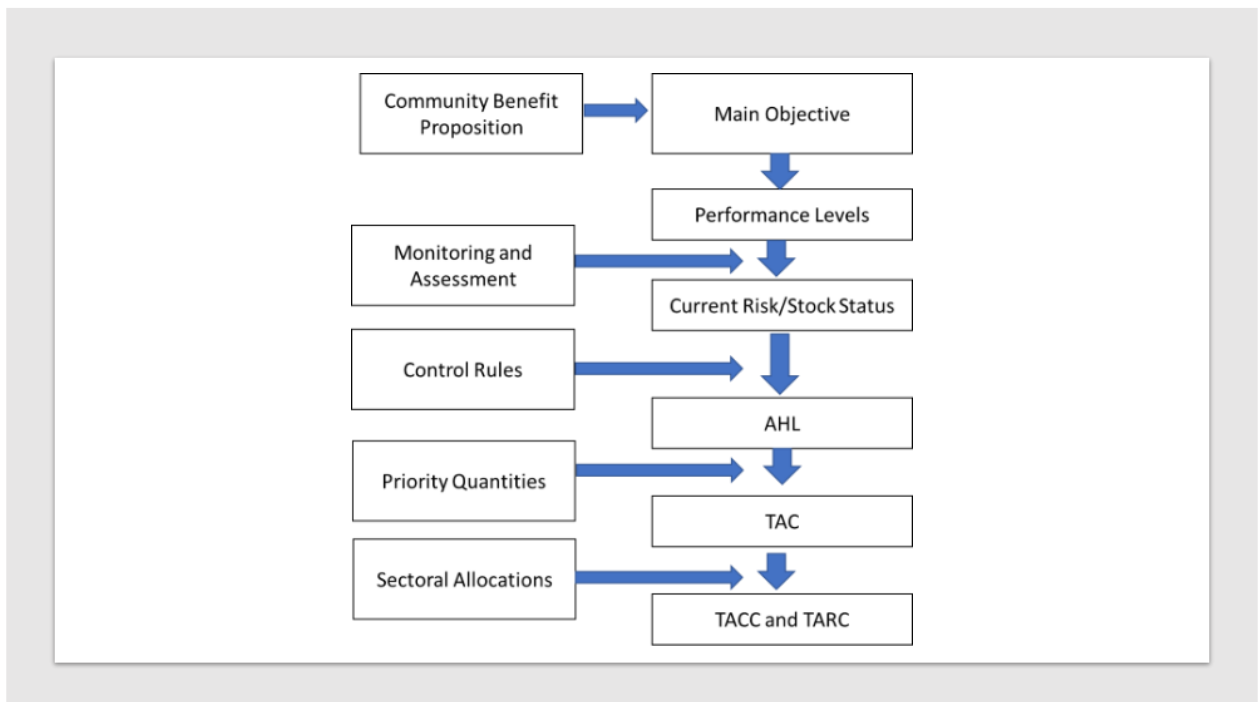 Community Benefit
Proposition
Main Objective
Performance Levels
Monitoring and
Assessment
Current Risk/Stock Status
Control Rules
AHL
Priority Quantities
TAC
Sectoral Allocations
TACC and TARC